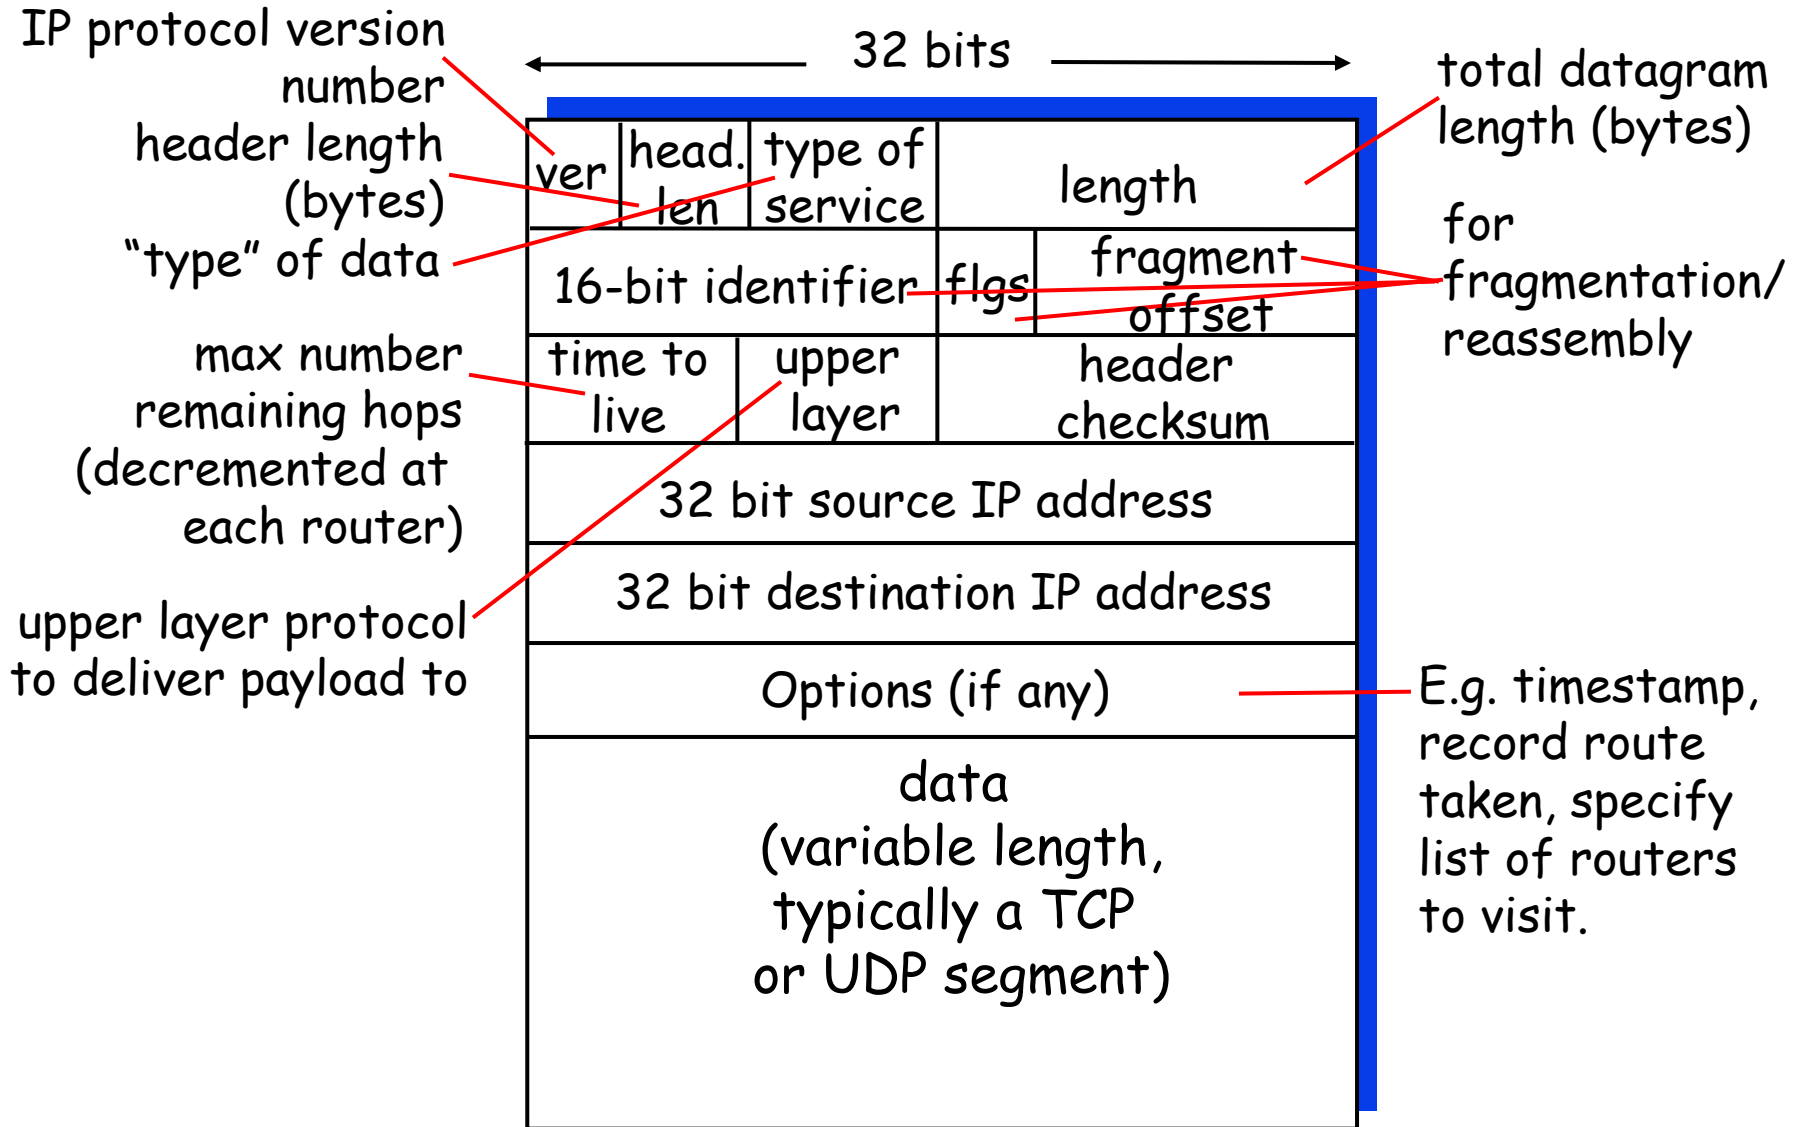 IP protocol version
number
header length
(bytes)
“type” of data
max number
remaining hops
(decremented at
each router)
upper layer protocol
to deliver payload to
32 bits
ver
head.
len
type of
service
length
16-bit identifier
flgs
fragment
offset
time to
live
upper
layer
header
checksum
32 bit source IP address
32 bit destination IP address
Options (if any)
data
(variable length,
typically a TCP
or UDP segment)
total datagram
length (bytes)
for
fragmentation/
reassembly
E.g. timestamp,
record route
taken, specify
list of routers
to visit.